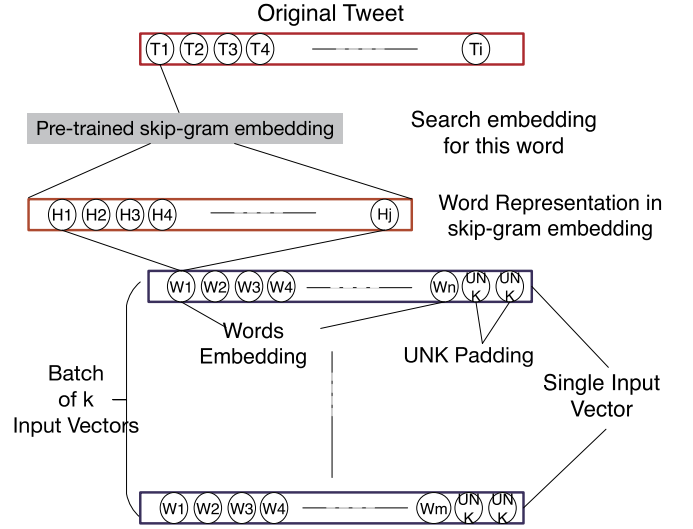 Original Tweet
T1 T2 T3 T4 Ti
Pre-trained skip-gram embedding
Search embedding
for this word
H1 H2 H3 H4 Hj
Word Representation in
skip-gram embedding
W1 W2 W3 W4 Wn UN K UN K
Words
Embedding
UNK Padding
Batch
of k
Input Vectors
Single Input
Vector
W1 W2 W3 W4 Wm UN K UN K